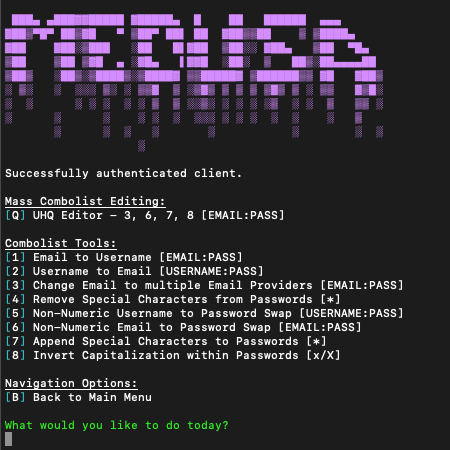 Successfully authenticated client.
Mass Combolist Editing:
[Q] UHQ Editor - 3, 6, 7, 8 [EMAIL:PASS]
Combolist Tools:
[1] Email to Username [EMAIL:PASS]
[2] Username to Email [USERNAME:PASS]
[3] Change Email to multiple Email Providers [EMAIL:PASS]
[4] Remove Special Characters from Passwords [*]
[5] Non-Numeric Username to Password Swap [USERNAME:PASS]
[6] Non-Numeric Email to Password Swap [EMAIL:PASS]
[7] Append Special Characters to Passwords [*]
[8] Invert Capitalization within Passwords [x/X]
Navigation Options:
[B] Back to Main Menu
What would you like to do today?